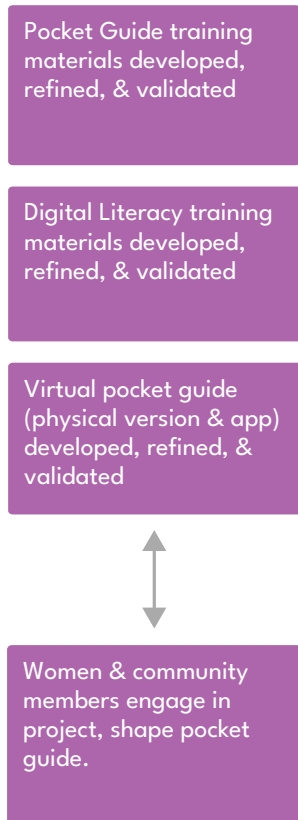 Pocket Guide training
materials developed,
refined, & validated
Digital Literacy training
materials developed,
refined, & validated
Virtual pocket guide
(physical version & app)
developed, refined, &
validated
Women & community
members engage in
project, shape pocket
guide.